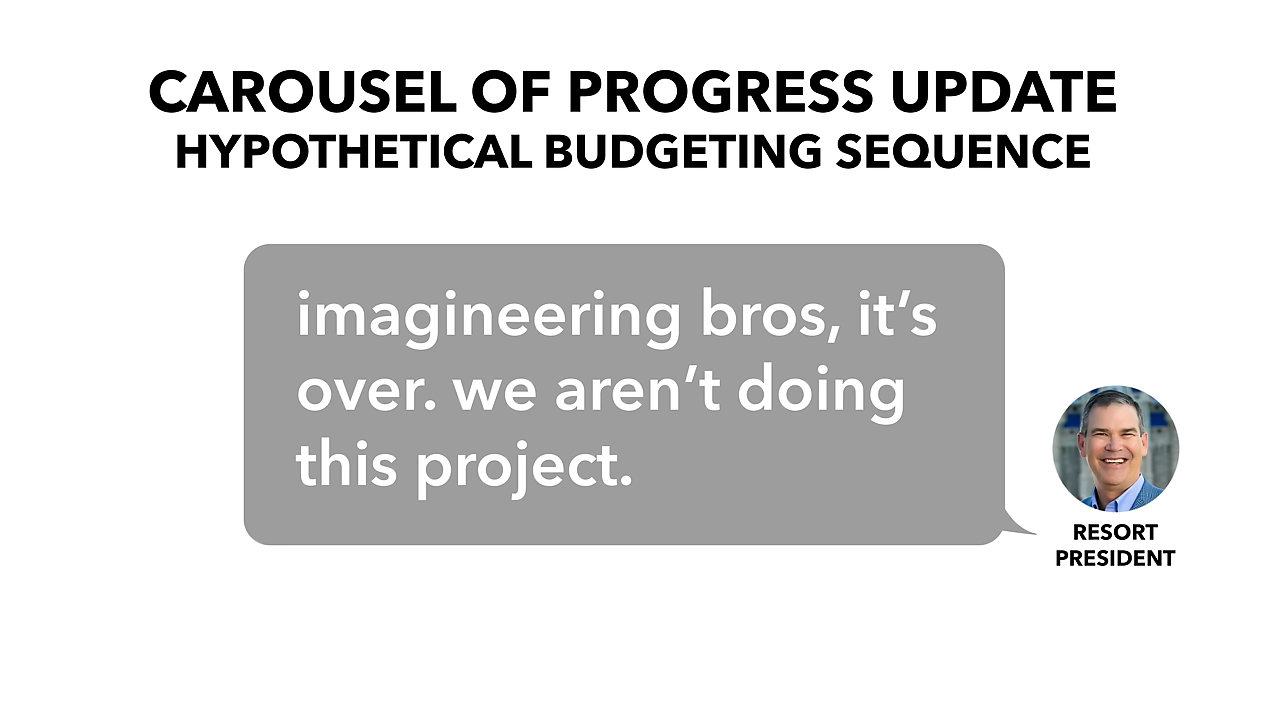 CAROUSEL OF PROGRESS UPDATE
HYPOTHETICAL BUDGETING SEQUENCE
imagineering bros, it’s
over. we aren’t doing
this project.
RESORT
PRESIDENT